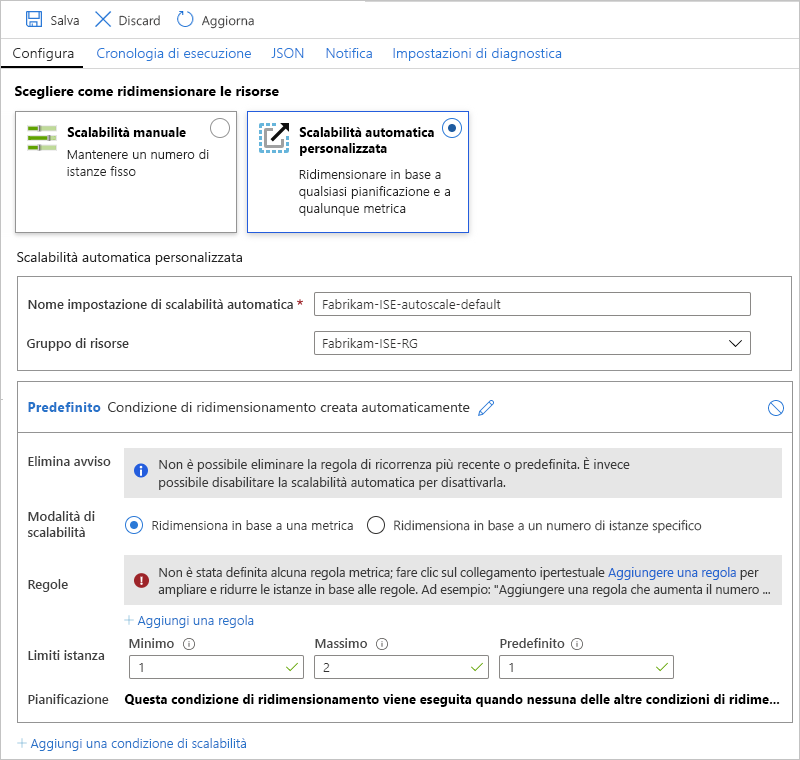 Salva Discard Aggiorna
Configura Cronologia di esecuzione JSON Notifica Impostazioni di diagnostica
Scegliere come ridimensionare le risorse
Scalabilità manuale
Mantenere un numero di
istanze fisso
Scalabilità automatica
personalizzata
Ridimensionare in base a
qualsiasi pianificazione e a
qualunque metrica
Scalabilità automatica personalizzata
Nome impostazione di scalabilità automatica * Fabrikam-ISE-autoscale-default
Gruppo di risorse Fabrikam-ISE-RG
Predefinito Condizione di ridimensionamento creata automaticamente
Elimina avviso
Non è possibile eliminare la regola di ricorrenza più recente o predefinita. È invece
possibile disabilitare la scalabilità automatica per disattivarla.
Modalità di
scalabilità
Ridimensiona in base a una metrica Ridimensiona in base a un numero di istanze specifico
Regole
Non è stata definita alcuna regola metrica; fare clic sul collegamento ipertestuale Aggiungere una regola per
ampliare e ridurre le istanze in base alle regole. Ad esempio: "Aggiungere una regola che aumenta il numero ...
+ Aggiungi una regola
Limiti istanza
Minimo Massimo Predefinito
1 2 1
Pianificazione Questa condizione di ridimensionamento viene eseguita quando nessuna delle altre condizioni di ridime...
+ Aggiungi una condizione di scalabilità